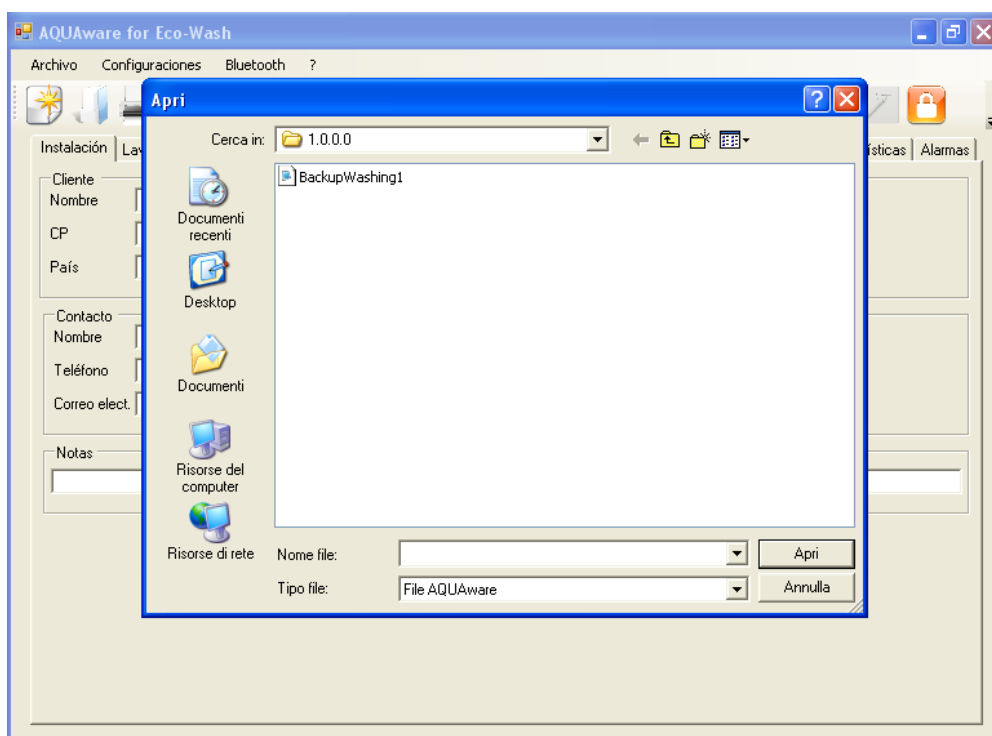 AQUAware for Eco-Wash
Archivo Configuraciones Bluetooth ?
Apri
Cerca in: 1.0.0.0
Instalación
ísticas Alarmas
BackupWashing1
Cliente
Nombre
CP
País
Contacto
Nombre
Teléfono
Correo elect.
Notas
Documenti
recenti
Desktop
Documenti
Risorse del
computer
Risorse di rete
Nome file:
Apri
Tipo file: File AQUAware
Annulla